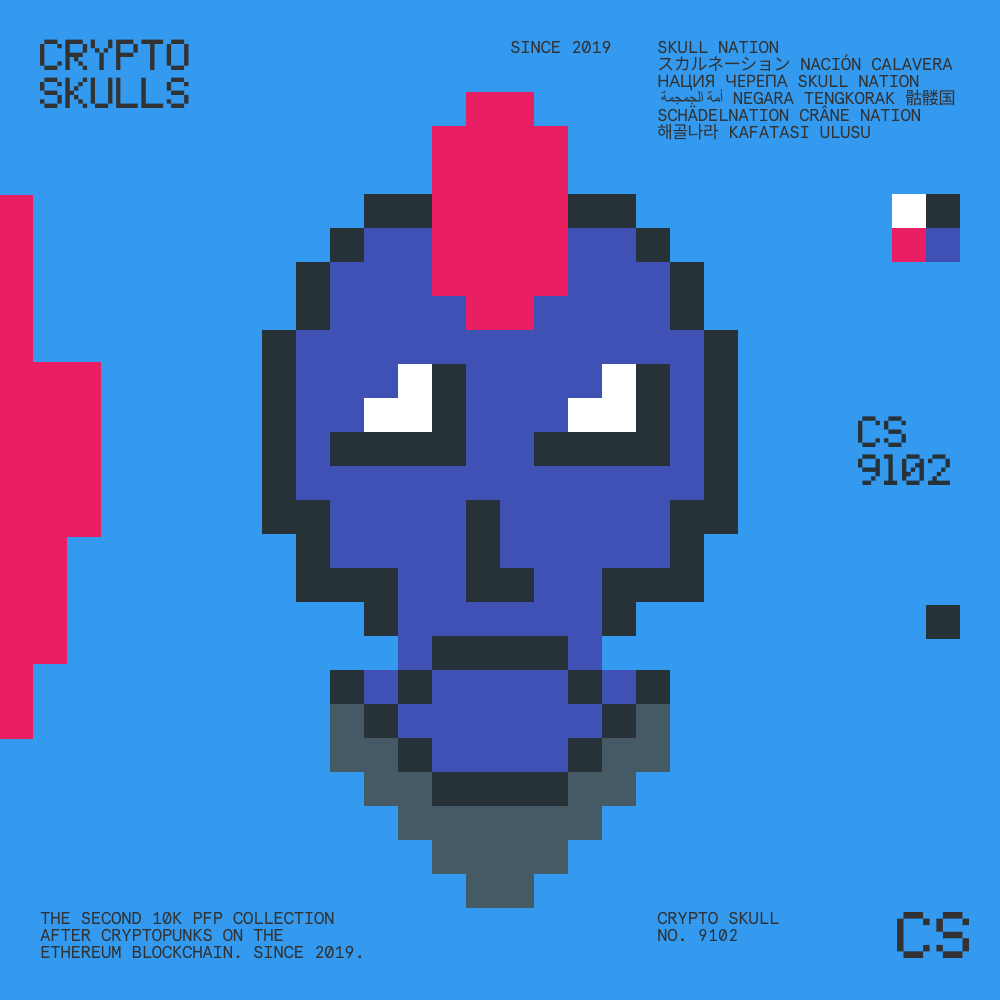 CRYPTO
SKULLS
SINCE 2019
SKULL NATION
スカルネーション NACIÓN CALAVERA
НАЦИЯ ЧЕРЕПА SKULL NATION
أمة الجمجمة NEGARA TENGKORAK 骷髅国
SCHÄDELNATION CRÂNE NATION
해골나라 KAFATASI ULUSU
CS
9102
THE SECOND 10K PFP COLLECTION
AFTER CRYPTOPUNKS ON THE
ETHEREUM BLOCKCHAIN. SINCE 2019.
CRYPTO SKULL
NO. 9102
CS